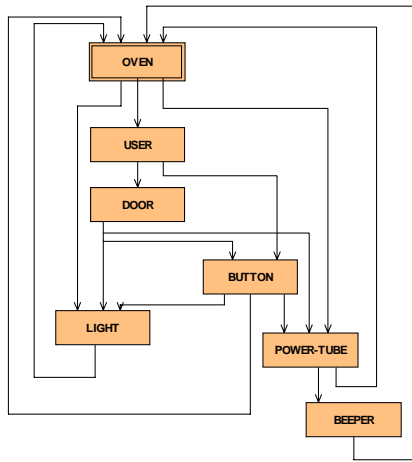 OVEN
USER
DOOR
BUTTON
LIGHT
POWER-TUBE
BEEPER